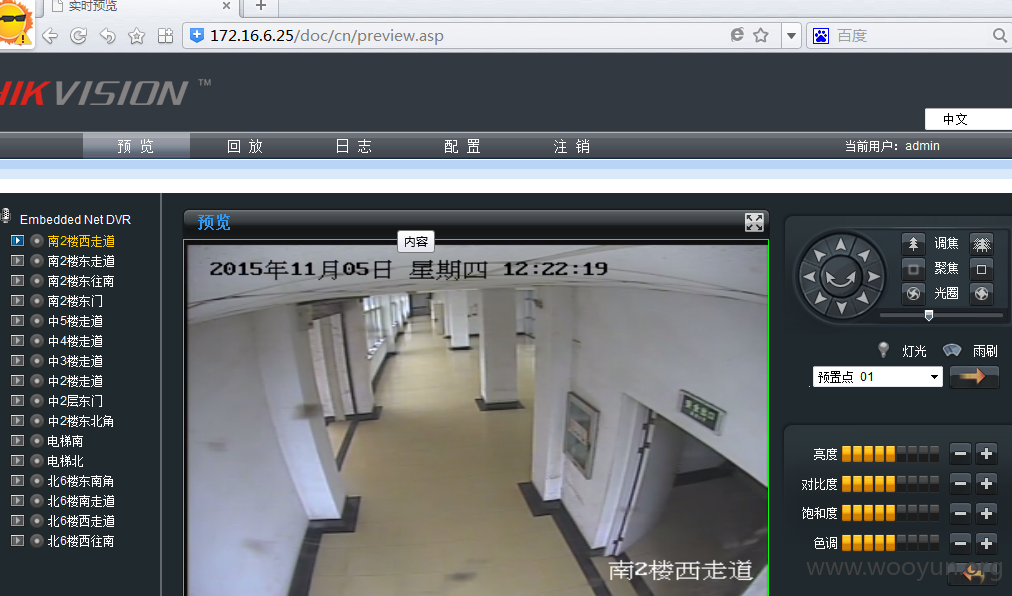 实时预览
172.16.6.25/doc/cn/preview.asp
百度
HIKVISION TM
中文
预览 回放 日志 配置 注销 当前用户：admin
Embedded Net DVR
南2楼西走道
南2楼东走道
南2楼东往南
南2楼东门
中5楼走道
中4楼走道
中3楼走道
中2楼走道
中2层东门
中2楼东北角
电梯南
电梯北
北6楼东南角
北6楼南走道
北6楼西走道
北6楼西往南
预览
内容
2015年11月05日 星期四 12:22:19
安全出口
南2楼西走道
调焦
聚焦
光圈
灯光 雨刷
预置点 01
亮度
对比度
饱和度
色调
www.wooyun.org